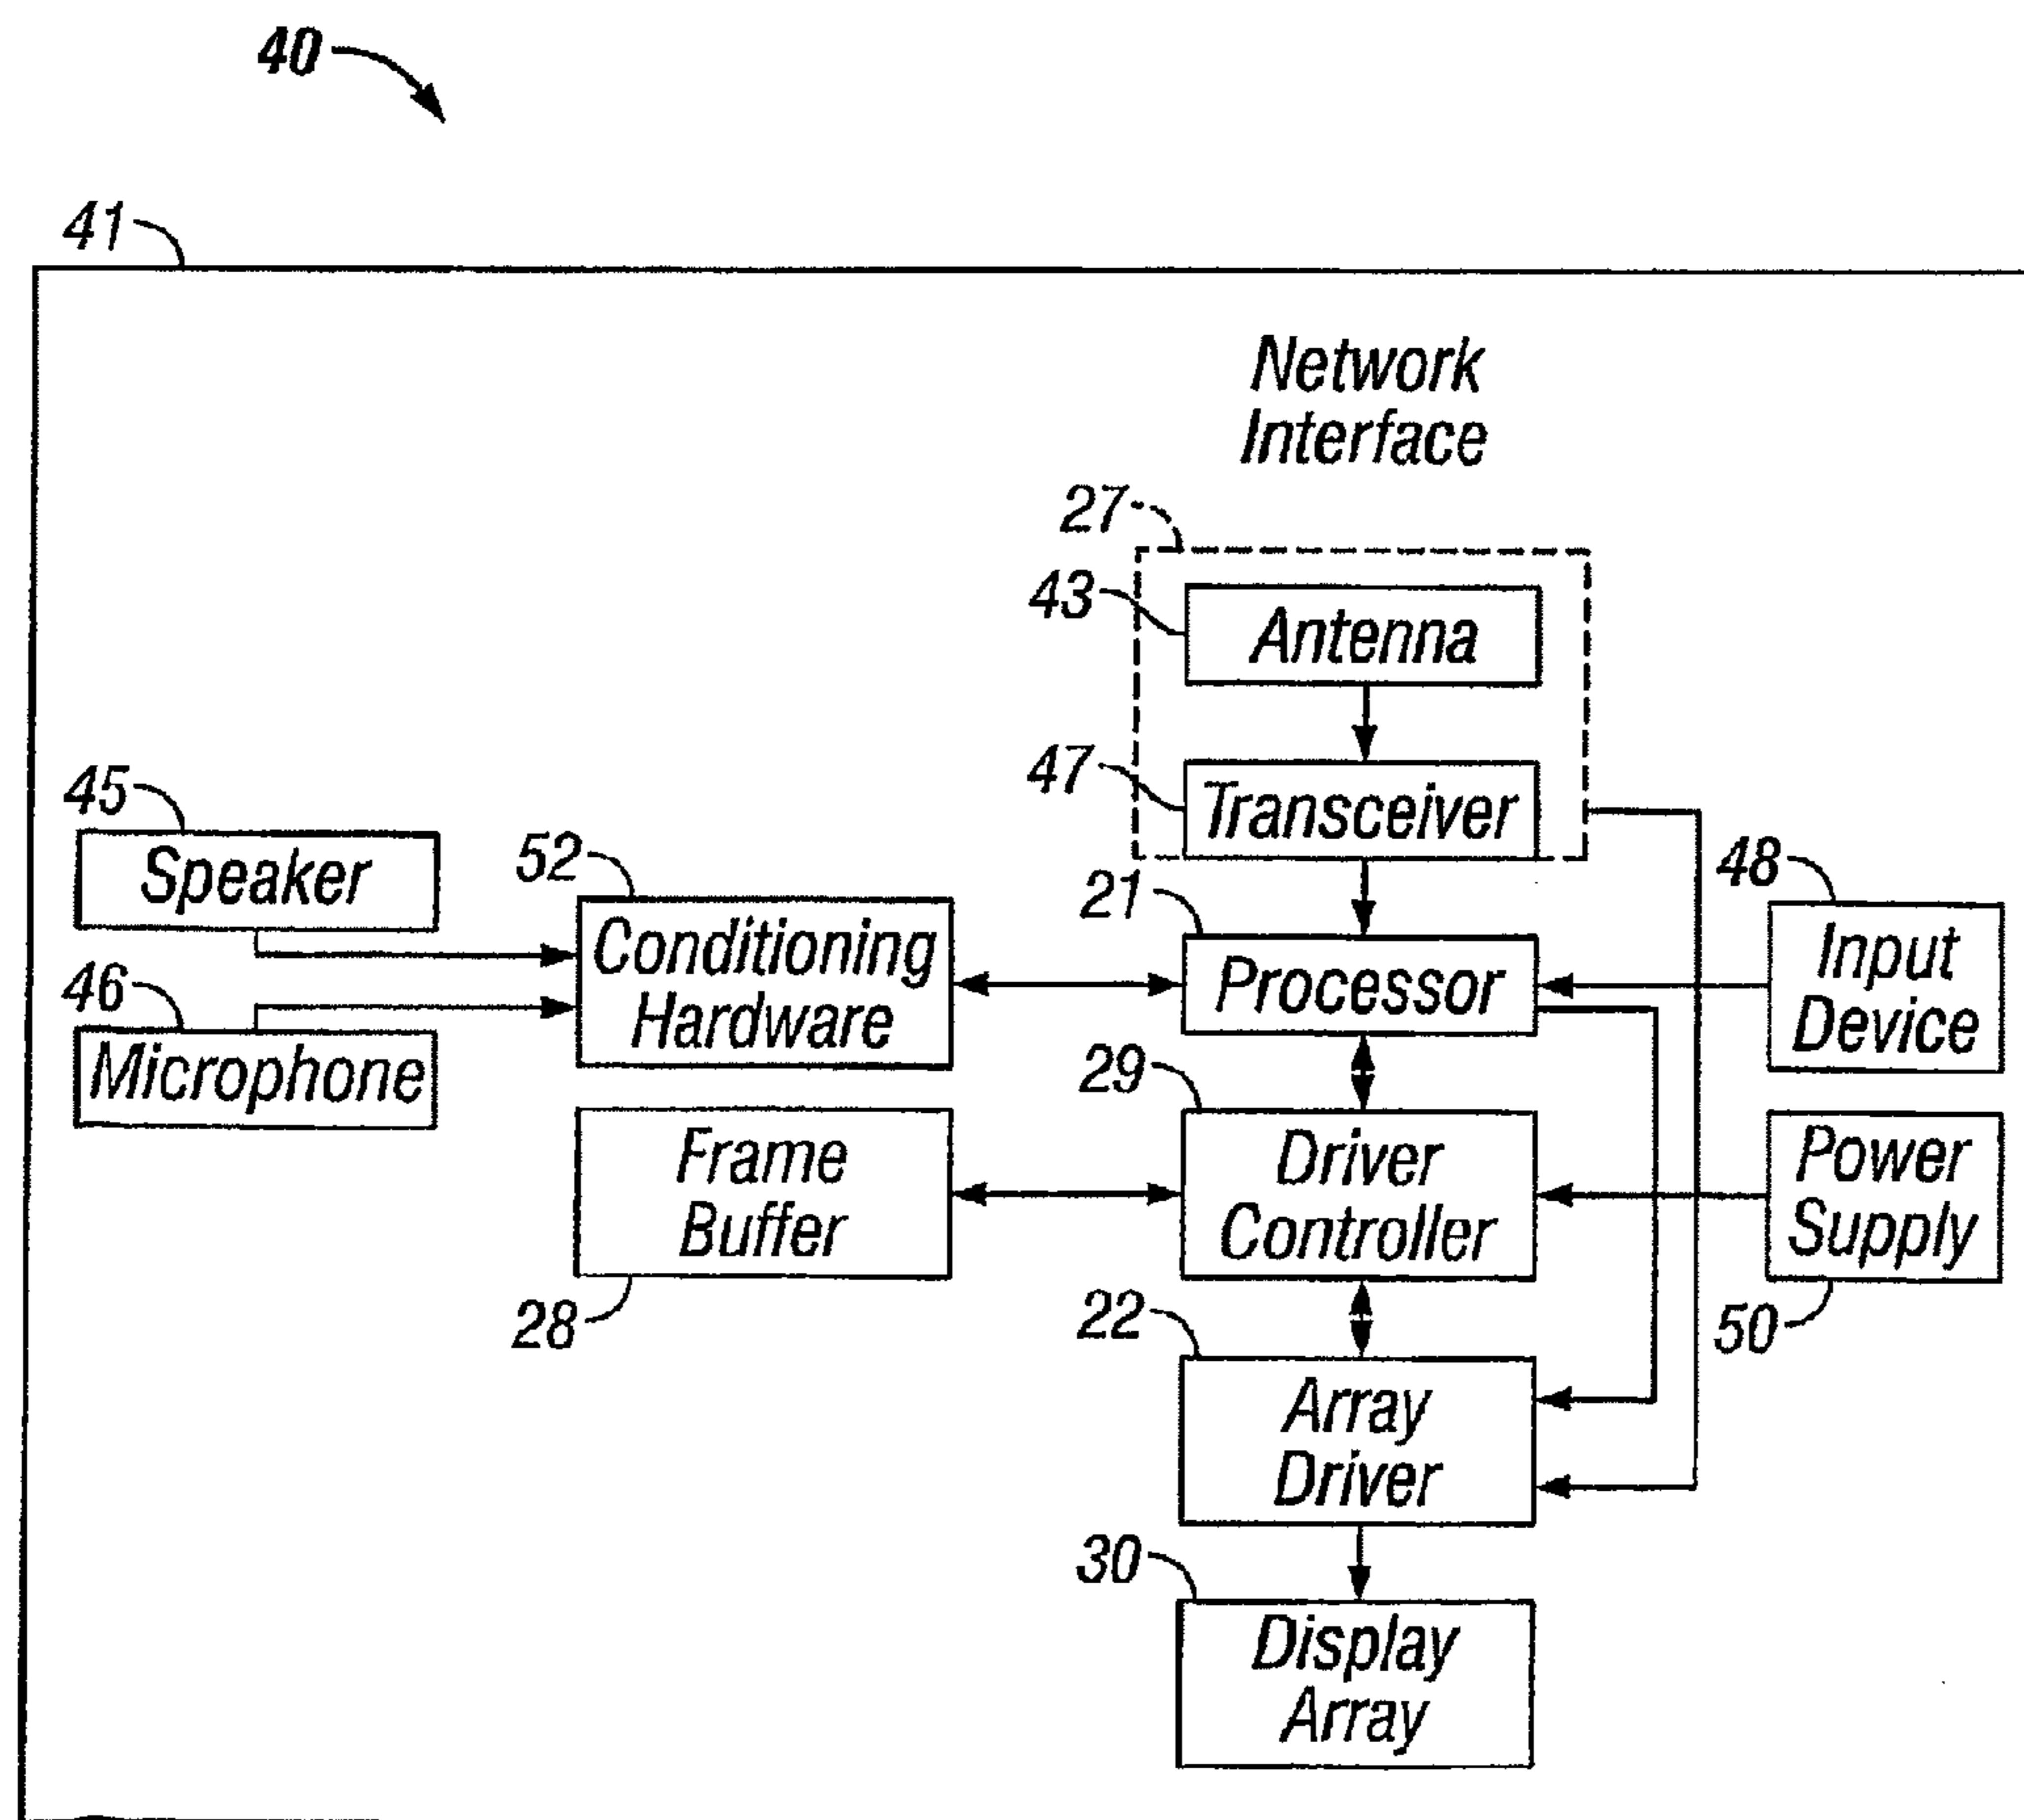 40
41
Network
Interface
27
43
Antenna
47
Transceiver
45
Speaker
52
Conditioning
Hardware
21
Processor
48
Input
Device
46
Microphone
29
Driver
Controller
Frame
Buffer
28
Power
Supply
50
22
Array
Driver
30
Display
Array